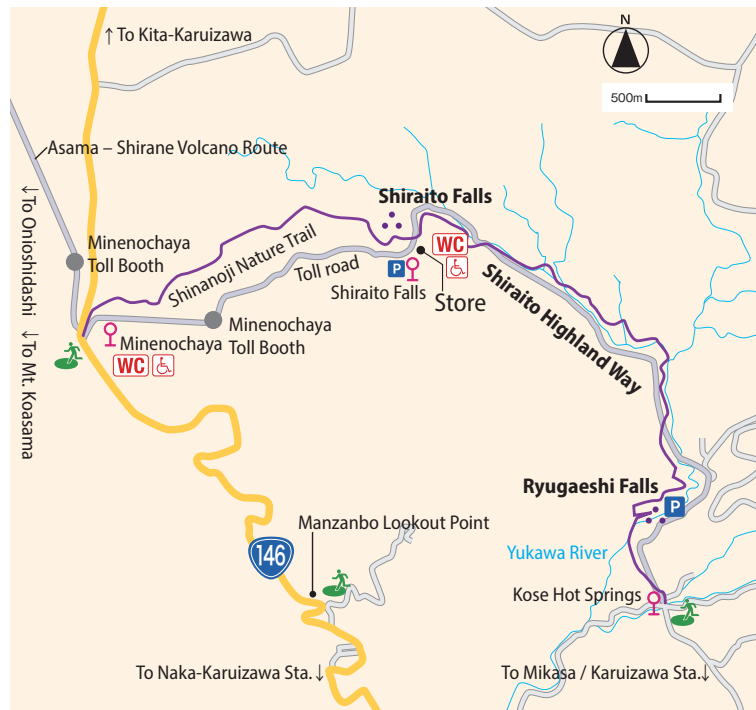 ↑To Kita-Karuizawa
N
500m
Asama – Shirane Volcano Route
↓To Onioshidashi
↓To Mt. Koasama
Minenochaya
Toll Booth
Shinanoji Nature Trail
Toll road
Shiraito Falls
WC
P
Shiraito Falls
Store
Shiraito Highland Way
Minenochaya
WC
Minenochaya
Toll Booth
Ryugaeshi Falls
P
Manzanbo Lookout Point
146
Yukawa River
Kose Hot Springs
To Naka-Karuizawa Sta.↓
To Mikasa / Karuizawa Sta.↓